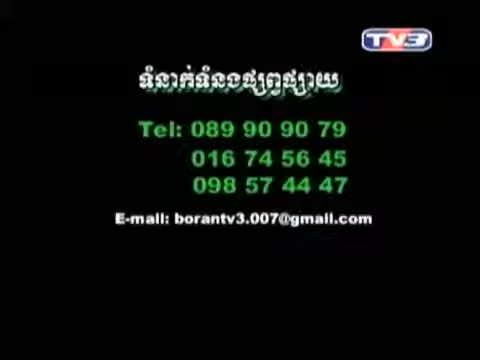 TV3
ទំនាក់ទំនងផ្សព្វផ្សាយ
Tel: 089 90 90 79
016 74 56 45
098 57 44 47
E-mail: borantv3.007@gmail.com